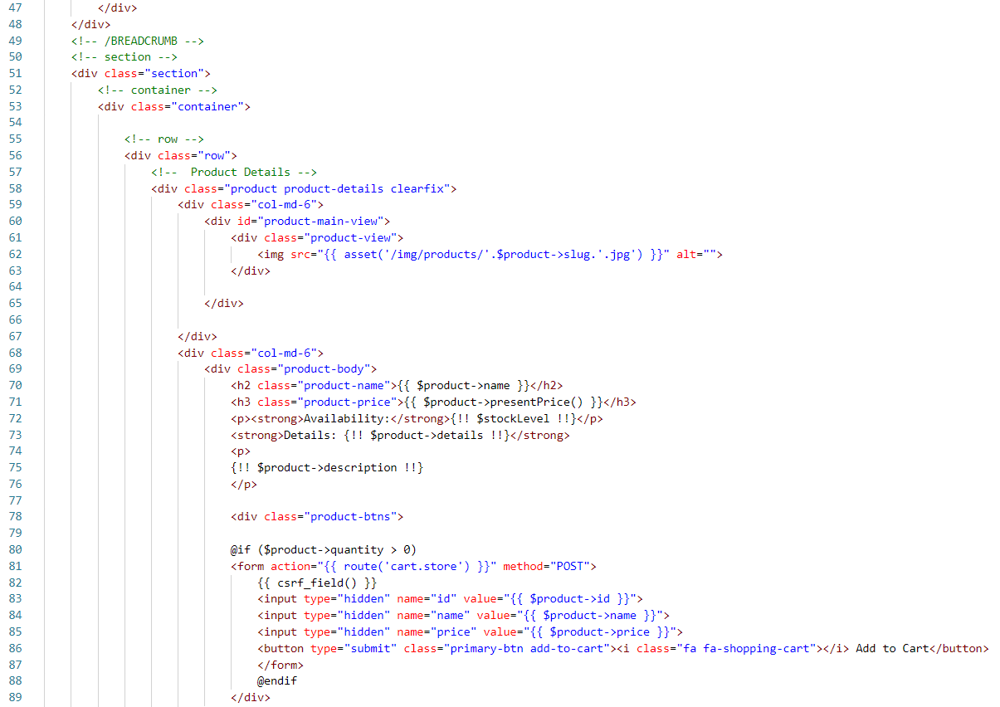 47 </div>
48 </div>
49 <!-- /BREADCRUMB -->
50 <!-- section -->
51 <div class="section">
52 <!-- container -->
53 <div class="container">
54
55 <!-- row -->
56 <div class="row">
57 <!--  Product Details -->
58 <div class="product product-details clearfix">
59 <div class="col-md-6">
60 <div id="product-main-view">
61 <div class="product-view">
62 <img src="{{ asset('/img/products/'.$product->slug.'.jpg') }}" alt="">
63 </div>
64
65 </div>
66
67 </div>
68 <div class="col-md-6">
69 <div class="product-body">
70 <h2 class="product-name">{{ $product->name }}</h2>
71 <h3 class="product-price">{{ $product->presentPrice() }}</h3>
72 <p><strong>Availability:</strong>{!! $stockLevel !!}</p>
73 <strong>Details: {!! $product->details !!}</strong>
74 <p>
75 {!! $product->description !!}
76 </p>
77
78 <div class="product-btns">
79
80 @if ($product->quantity > 0)
81 <form action="{{ route('cart.store') }}" method="POST">
82 {{ csrf_field() }}
83 <input type="hidden" name="id" value="{{ $product->id }}">
84 <input type="hidden" name="name" value="{{ $product->name }}">
85 <input type="hidden" name="price" value="{{ $product->price }}">
86 <button type="submit" class="primary-btn add-to-cart"><i class="fa fa-shopping-cart"></i> Add to Cart</button>
87 </form>
88 @endif
89 </div>